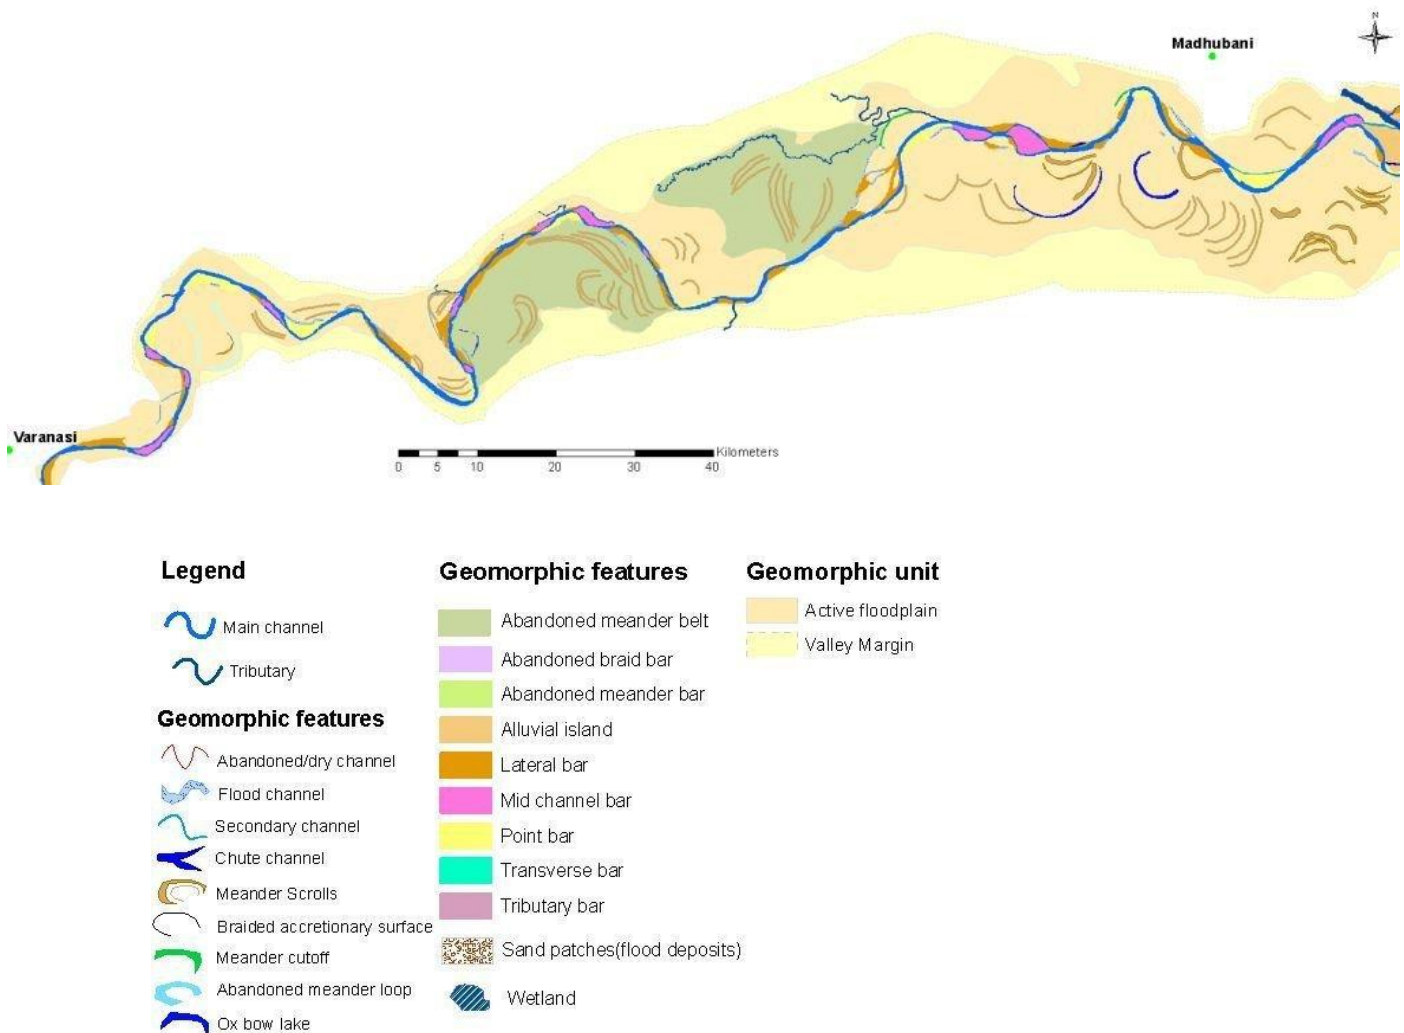 N
Madhubani
Varanasi
Kilometers
0 5 10 20 30 40
Legend
Main channel
Tributary
Geomorphic features
Abandoned/dry channel
Flood channel
Secondary channel
Chute channel
Meander Scrolls
Braided accretionary surface
Meander cutoff
Abandoned meander loop
Ox bow lake
Geomorphic features
Abandoned meander belt
Abandoned braid bar
Abandoned meander bar
Alluvial island
Lateral bar
Mid channel bar
Point bar
Transverse bar
Tributary bar
Sand patches(flood deposits)
Wetland
Geomorphic unit
Active floodplain
Valley Margin